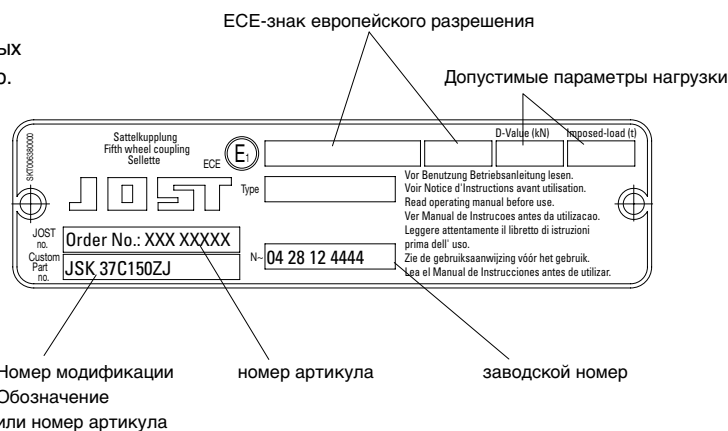 ECE-знак европейского разрешения
ых
о.
Допустимые параметры нагрузки
SKT006380000
Sattelkupplung
Fifth wheel coupling
Sellette
ECE
E1
D-Value (kN)
Imposed-load (t)
JOST
Type
Vor Benutzung Betriebsanleitung lesen.
Voir Notice d'Instructions avant utilisation.
Read operating manual before use.
Ver Manual de Instrucoes antes da utilizacao.
Leggere attentamente il libretto di istruzioni
prima dell' uso.
Zie de gebruiksaanwijzing vóór het gebruik.
Lea el Manual de Instrucciones antes de utilizar.
JOST
no.
Order No.: XXX XXXXX
Custom
Part
no.
JSK 37C150ZJ
N~
04 28 12 4444
Номер модификации
Обозначение
или номер артикула
номер артикула
заводской номер